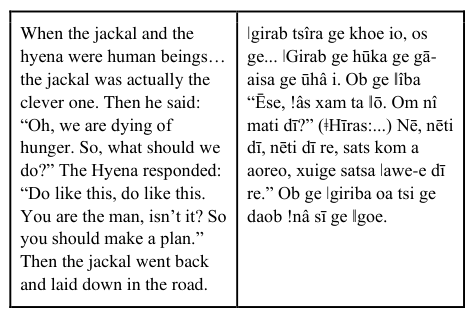 When the jackal and the
hyena were human beings…
the jackal was actually the
clever one. Then he said:
“Oh, we are dying of
hunger. So, what should we
do?” The Hyena responded:
“Do like this, do like this.
You are the man, isn’t it? So
you should make a plan.”
Then the jackal went back
and laid down in the road.
ǀgirab tsîra ge khoe io, os
ge... ǀGirab ge hūka ge gā-
aisa ge ūhâ i. Ob ge ǁîba
“Ēse, !âs xam ta ǁō. Om nî
mati dī?” (ǂHīras:...) Nē, nēti
dī, nēti dī re, sats kom a
aoreo, xuige satsa ǀawe-e dī
re.” Ob ge ǀgiriba oa tsi ge
daob !nâ sī ge ǁgoe.